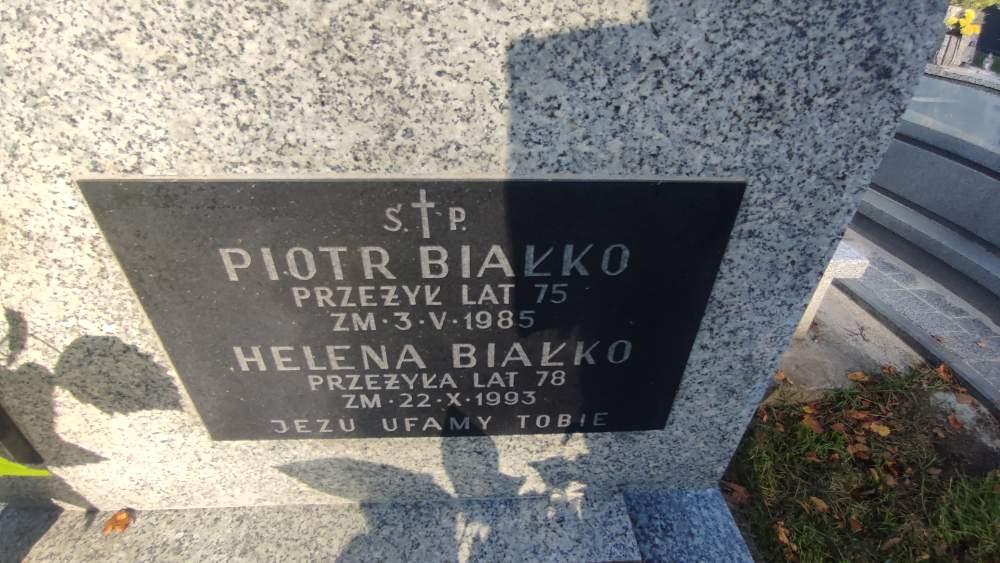 Ś. P.
PIOTR BIAŁKO
PRZEŻYŁ LAT 75
ZM·3·V·1985
HELENA BIAŁKO
PRZEŻYŁA LAT 78
ZM·22·X·1993
JEZU UFAMY TOBIE